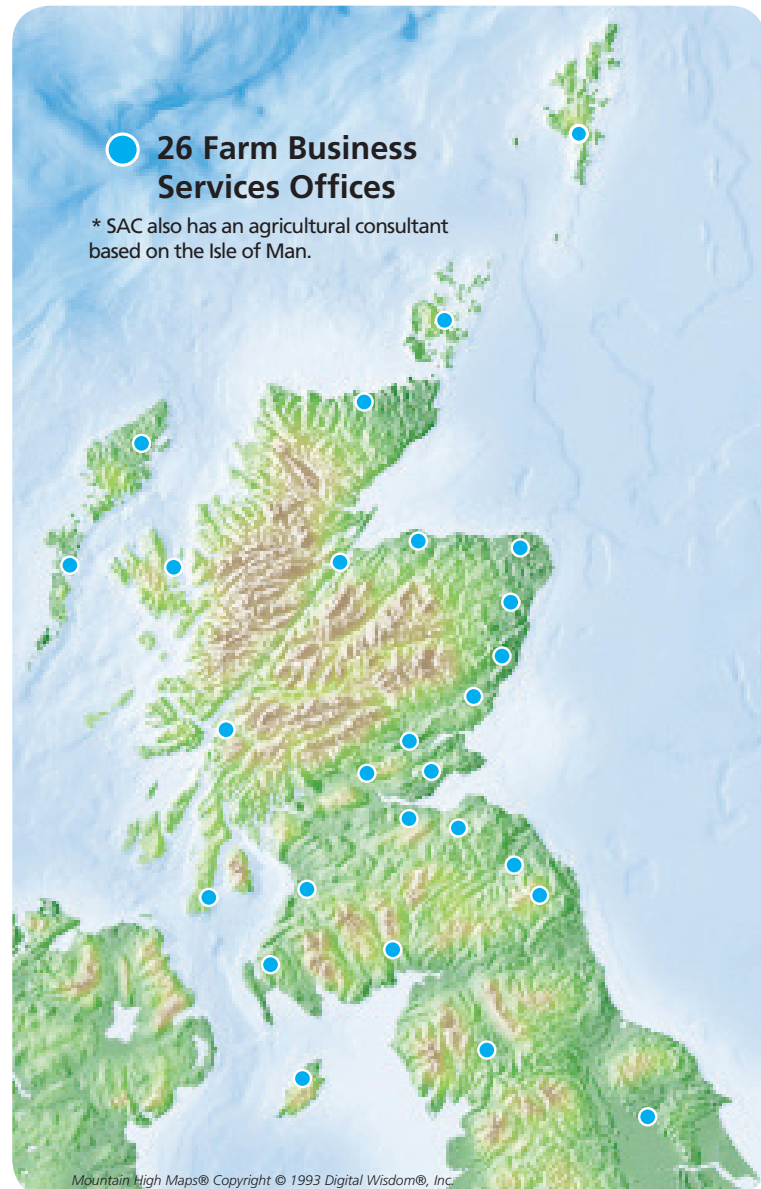 26 Farm Business
Services Offices
* SAC also has an agricultural consultant
based on the Isle of Man.
Mountain High Maps® Copyright © 1993 Digital Wisdom®, Inc.